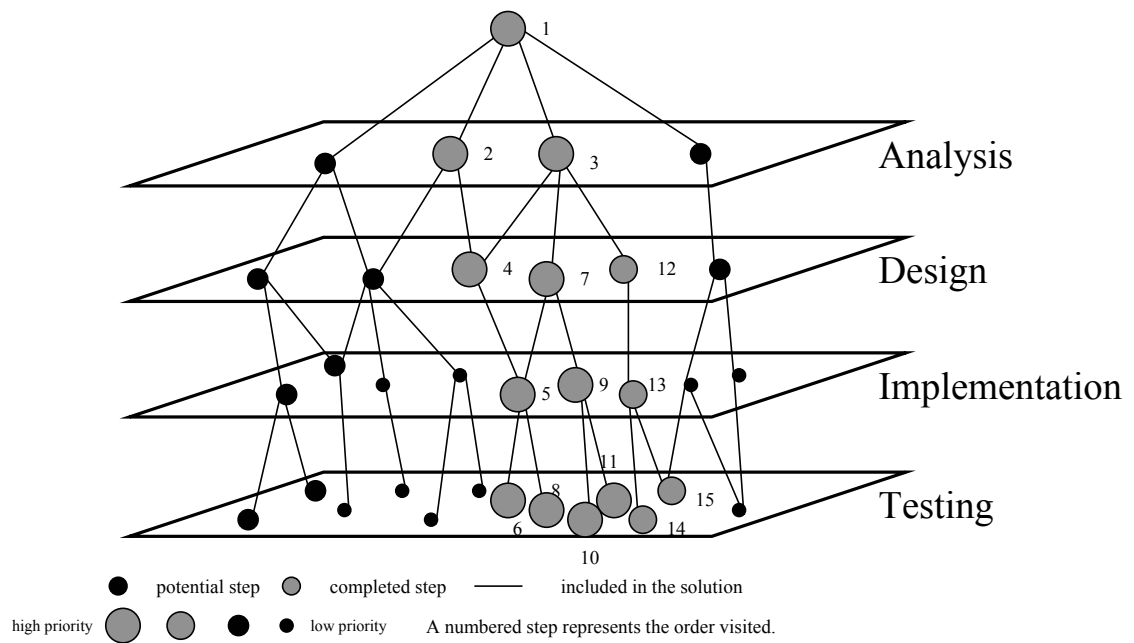 1
2
3
Analysis
4
7
12
Design
5
9
13
Implementation
11
8
15
6
14
Testing
10
potential step completed step included in the solution
high priority low priority A numbered step represents the order visited.